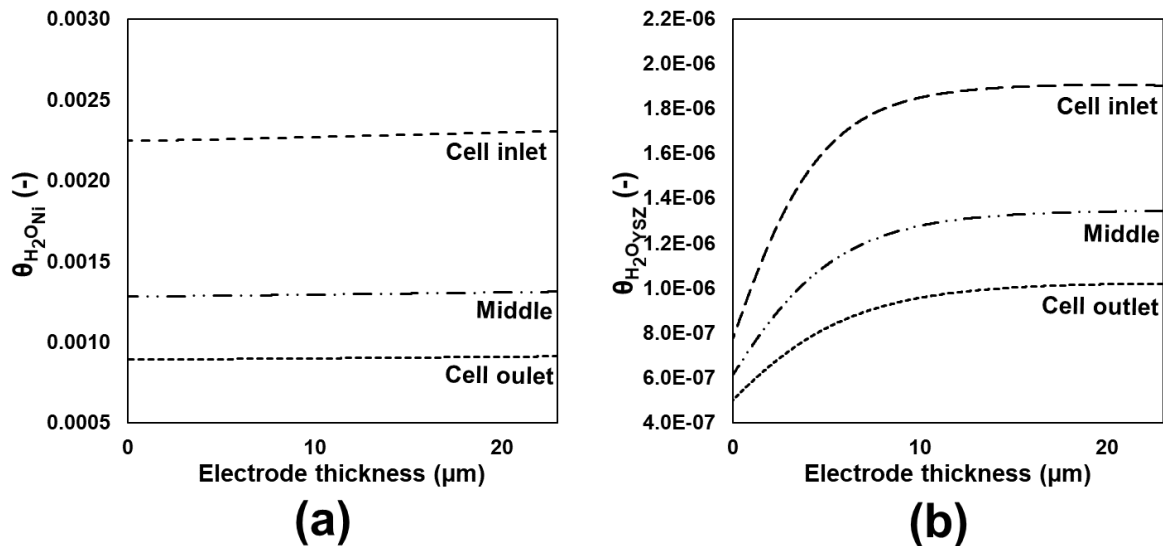 0.0030
0.0025
0.0020
0.0015
0.0010
0.0005
θH2ONi (-)
Cell inlet
Middle
Cell oulet
0 10 20
Electrode thickness (μm)
(a)
2.2E-06
2.0E-06
1.8E-06
1.6E-06
1.4E-06
1.2E-06
1.0E-06
8.0E-07
6.0E-07
4.0E-07
θH2OYSZ (-)
Cell inlet
Middle
Cell outlet
0 10 20
Electrode thickness (μm)
(b)